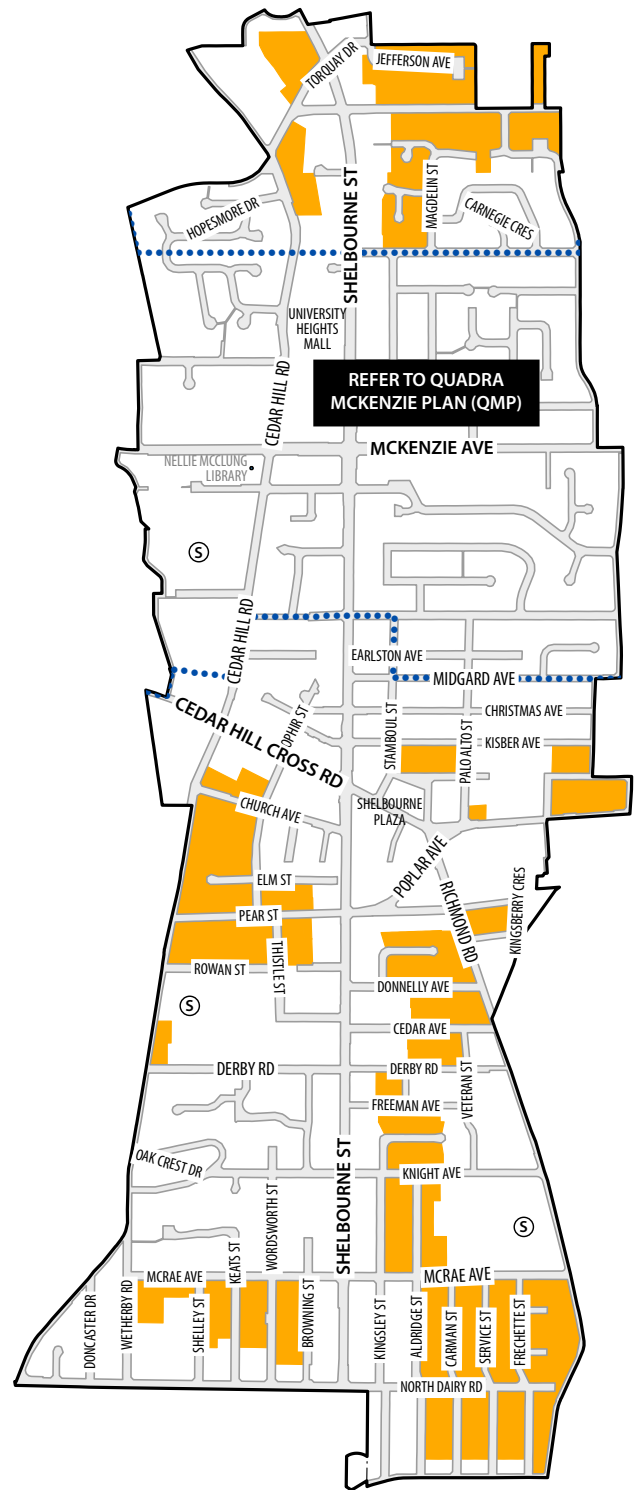 TORQUAY DR
JEFFERSON AVE
SHELBOURNE ST
MAGDELIN ST
HOPESMORE DR
CARNEGIE CRES
UNIVERSITY
HEIGHTS
MALL
CEDAR HILL RD
REFER TO QUADRA
MCKENZIE PLAN (QMP)
MCKENZIE AVE
NELLIE MCCLUNG
LIBRARY
S
CEDAR HILL RD
EARLSTON AVE
MIDGARD AVE
CEDAR HILL CROSS RD
OPHIR ST
STAMBOUL ST
CHRISTMAS AVE
PALO ALTO ST
KISBER AVE
CHURCH AVE
SHELBOURNE
PLAZA
POPLAR AVE
ELM ST
RICHMOND RD
KINGSBERRY CRES
PEAR ST
THISTLE ST
ROWAN ST
DONNELLY AVE
S
CEDAR AVE
DERBY RD
DERBY RD
VETERAN ST
FREEMAN AVE
SHELBOURNE ST
OAK CREST DR
KNIGHT AVE
WORDSWORTH ST
S
KEATS ST
MCRAE AVE
MCRAE AVE
DONCASTER DR
WETHERBY RD
SHELLEY ST
BROWNING ST
KINGSLEY ST
ALDRIDGE ST
CARMAN ST
SERVICE ST
FRECHETTE ST
NORTH DAIRY RD